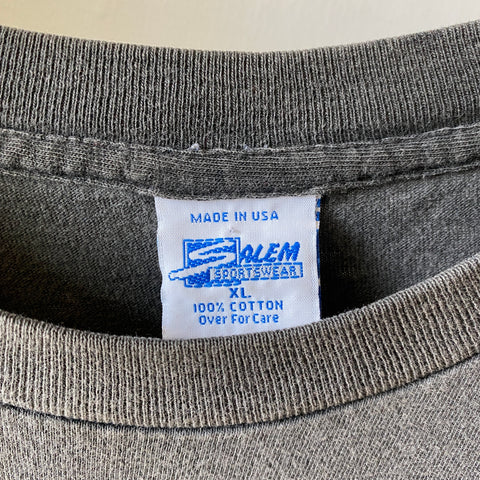 MADE IN USA
SALEM
SPORTSWEAR
XL.
100% COTTON
Over For Care